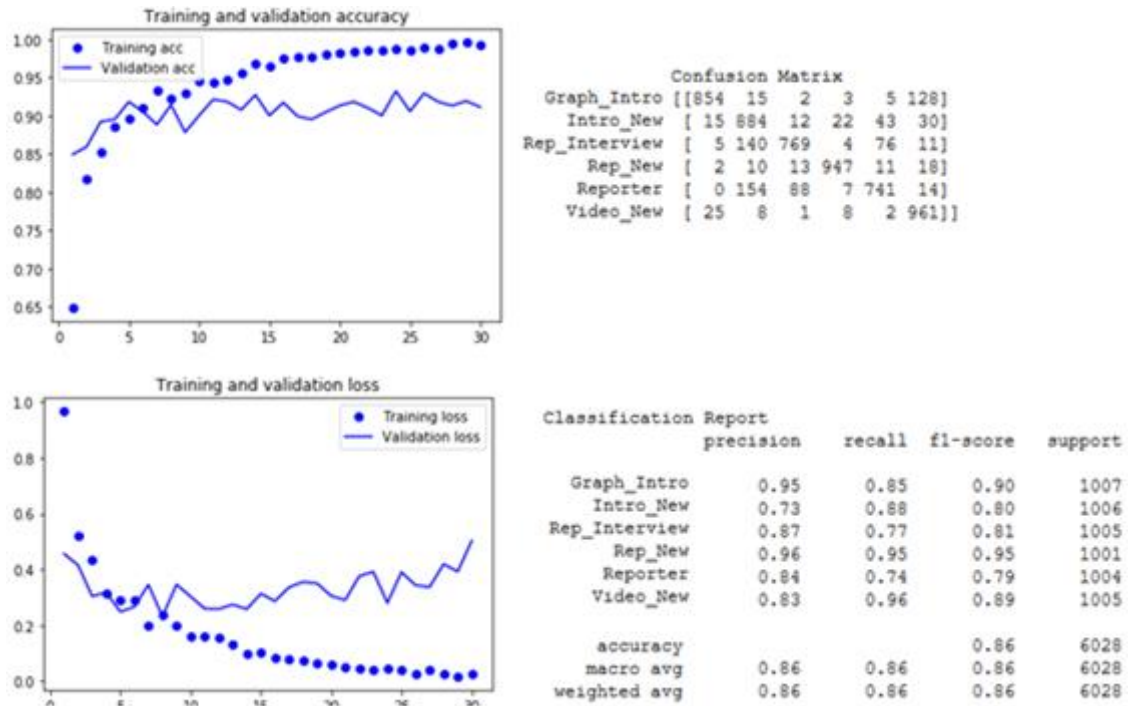 Training and validation accuracy
Training acc
Validation acc
1.00
0.95
0.90
0.85
0.80
0.75
0.70
0.65
0 5 10 15 20 25 30
Confusion Matrix
Graph_Intro [[854 15 2 3 5 128]
Intro_New [ 15 884 12 22 43 30]
Rep_Interview [ 5 140 769 4 76 11]
Rep_New [ 2 10 13 947 11 18]
Reporter [ 0 154 88 7 741 14]
Video_New [ 25 8 1 8 2 961]]
Training and validation loss
Training loss
Validation loss
1.0
0.8
0.6
0.4
0.2
0.0
0 5 10 15 20 25 30
Classification Report
precision recall f1-score support
Graph_Intro 0.95 0.85 0.90 1007
Intro_New 0.73 0.88 0.80 1006
Rep_Interview 0.87 0.77 0.81 1005
Rep_New 0.96 0.95 0.95 1001
Reporter 0.84 0.74 0.79 1004
Video_New 0.83 0.96 0.89 1005
accuracy 0.86 6028
macro avg 0.86 0.86 0.86 6028
weighted avg 0.86 0.86 0.86 6028